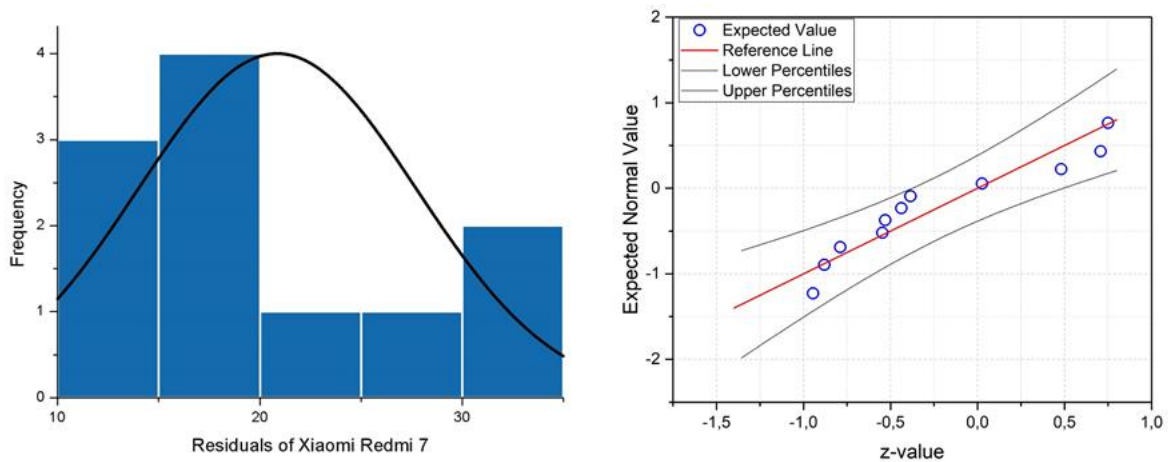 4
3
2
1
0
Frequency
10
20
30
Residuals of Xiaomi Redmi 7
Expected Value
Reference Line
Lower Percentiles
Upper Percentiles
2
1
0
-1
-2
Expected Normal Value
-1,5
-1,0
-0,5
0,0
0,5
1,0
z-value